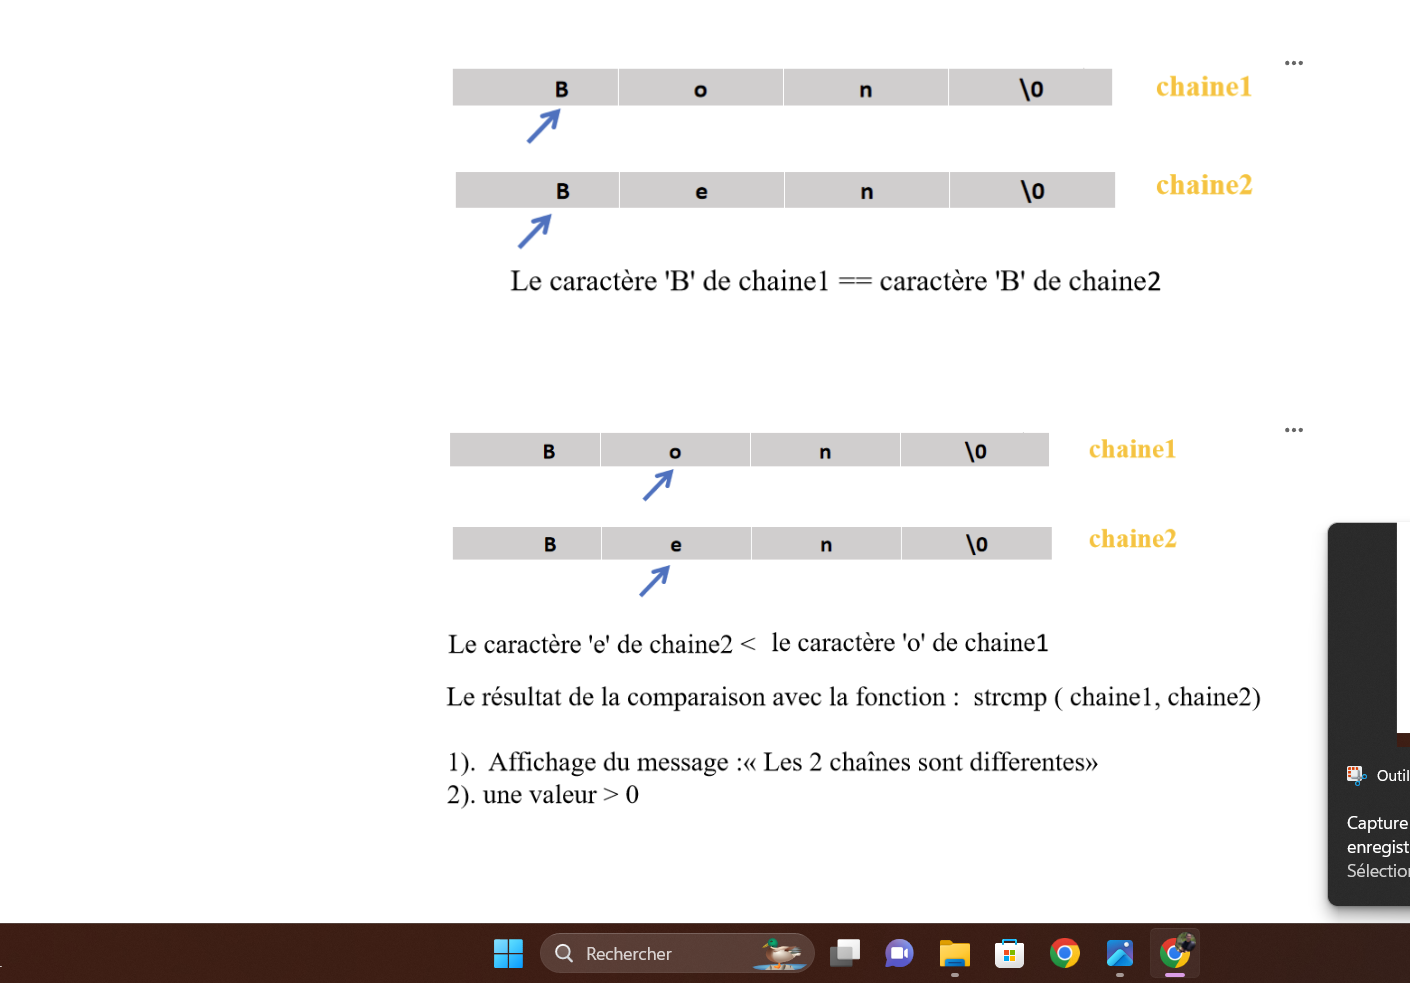 B o n \0 chaine1
B e n \0 chaine2
Le caractère 'B' de chaine1 == caractère 'B' de chaine2
B o n \0 chaine1
B e n \0 chaine2
Le caractère 'e' de chaine2 < le caractère 'o' de chaine1
Le résultat de la comparaison avec la fonction : strcmp ( chaine1, chaine2)
1). Affichage du message :« Les 2 chaînes sont differentes»
2). une valeur > 0
Outil
Capture
enregist
Sélection
Rechercher